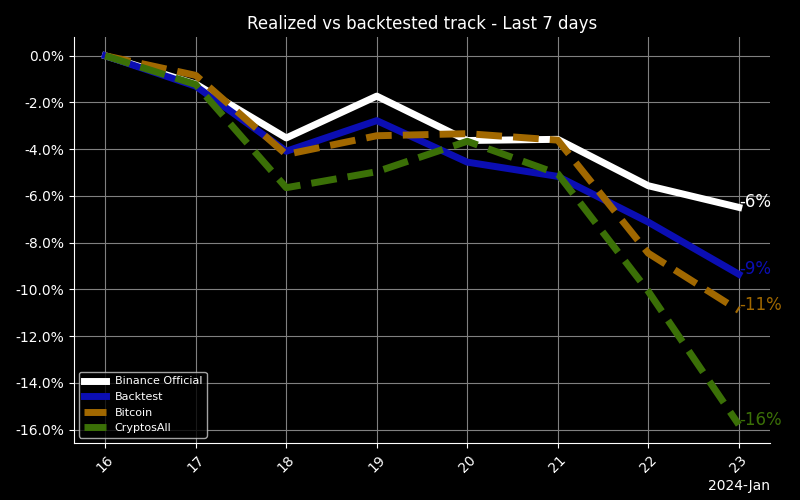 Realized vs backtested track - Last 7 days
0.0%
-2.0%
-4.0%
-6.0%
-8.0%
-10.0%
-12.0%
-14.0%
-16.0%
-6%
-9%
-11%
-16%
Binance Official
Backtest
Bitcoin
CryptosAll
16 17 18 19 20 21 22 23
2024-Jan